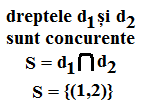 dreptele d₁ și d₂
sunt concurente
S = d₁⋂d₂
S = {(1,2)}